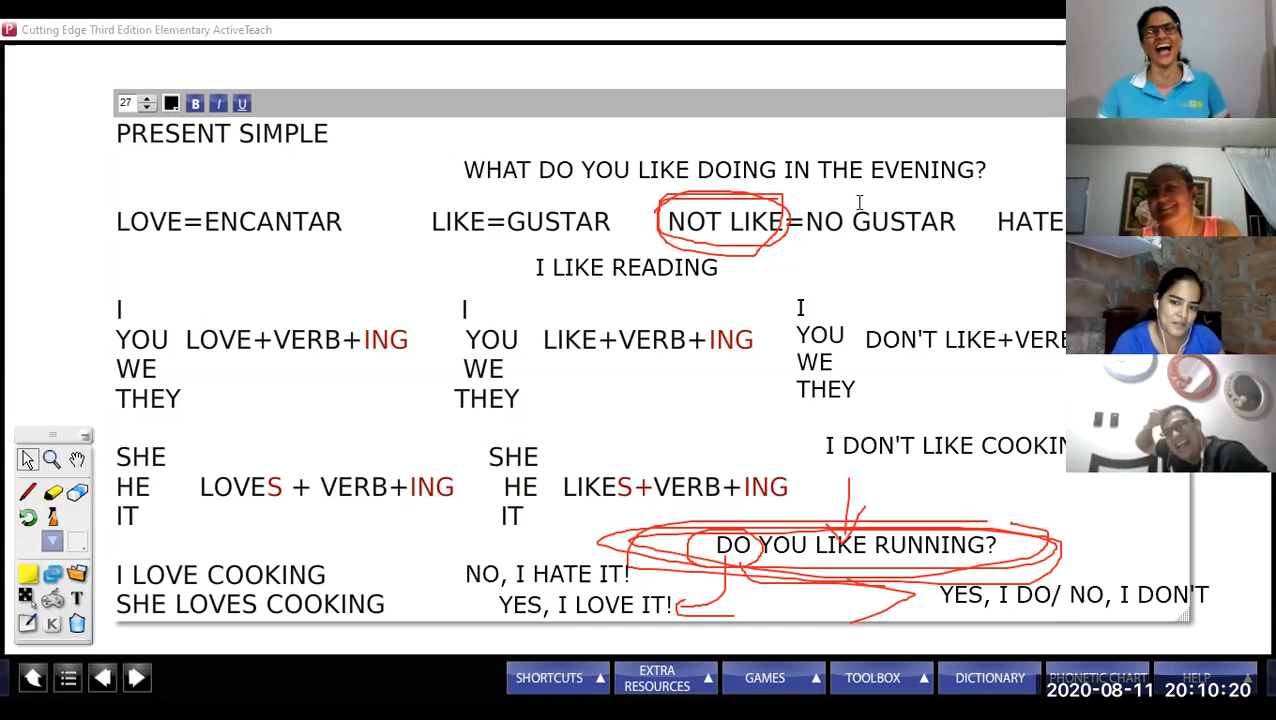 Cutting Edge Third Edition Elementary ActiveTeach
27 B I U
PRESENT SIMPLE
WHAT DO YOU LIKE DOING IN THE EVENING?
LOVE=ENCANTAR LIKE=GUSTAR NOT LIKE=NO GUSTAR HATE
I LIKE READING
I I I
YOU LOVE+VERB+ING YOU LIKE+VERB+ING YOU DON'T LIKE+VERB
WE WE WE
THEY THEY THEY
I DON'T LIKE COOKIN
SHE SHE
HE LOVES + VERB+ING HE LIKES+VERB+ING
IT IT
DO YOU LIKE RUNNING?
I LOVE COOKING NO, I HATE IT!
SHE LOVES COOKING YES, I LOVE IT! YES, I DO/ NO, I DON'T
T
K
SHORTCUTS EXTRA RESOURCES GAMES TOOLBOX DICTIONARY PHONETIC CHART HELP
2020-08-11 20:10:20